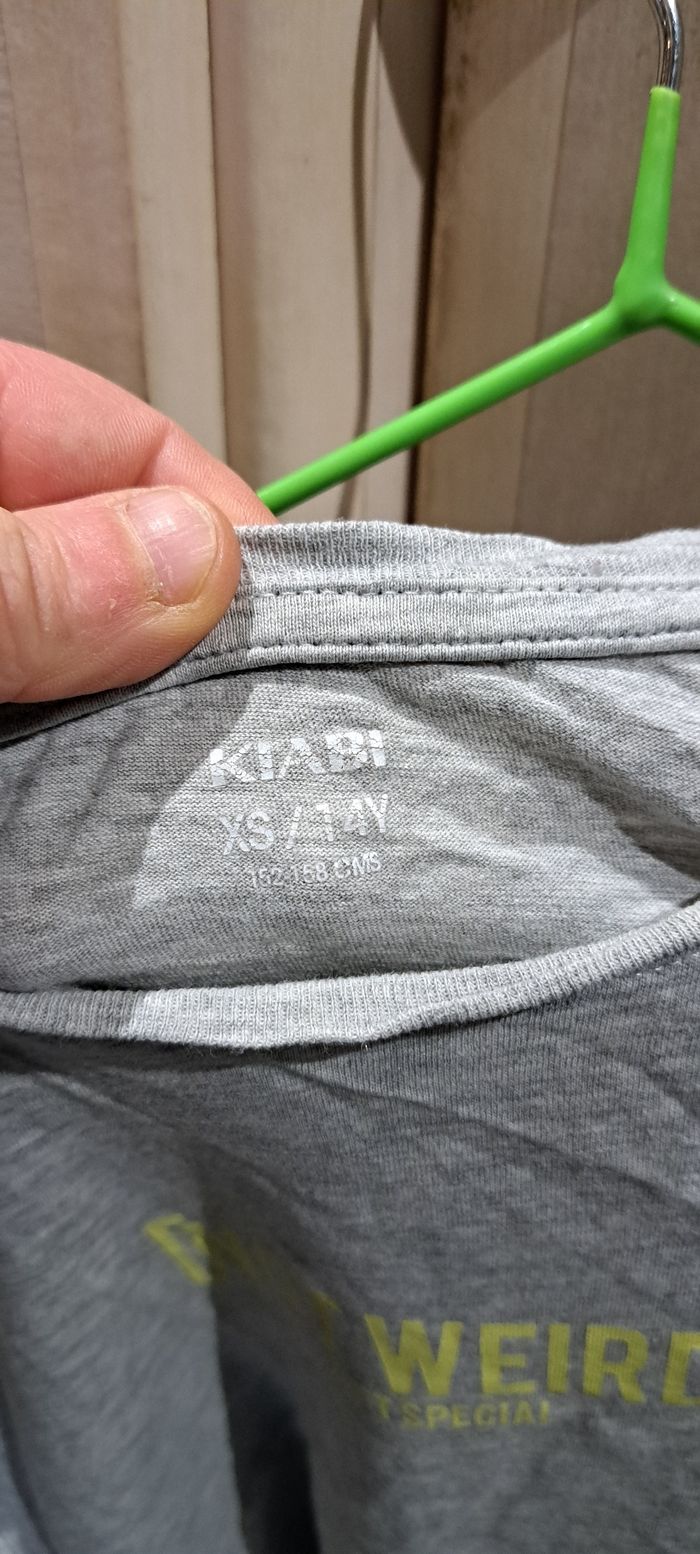 KIABI
XS / 14Y
152-158 CMS
WEIRD
SPECIAL